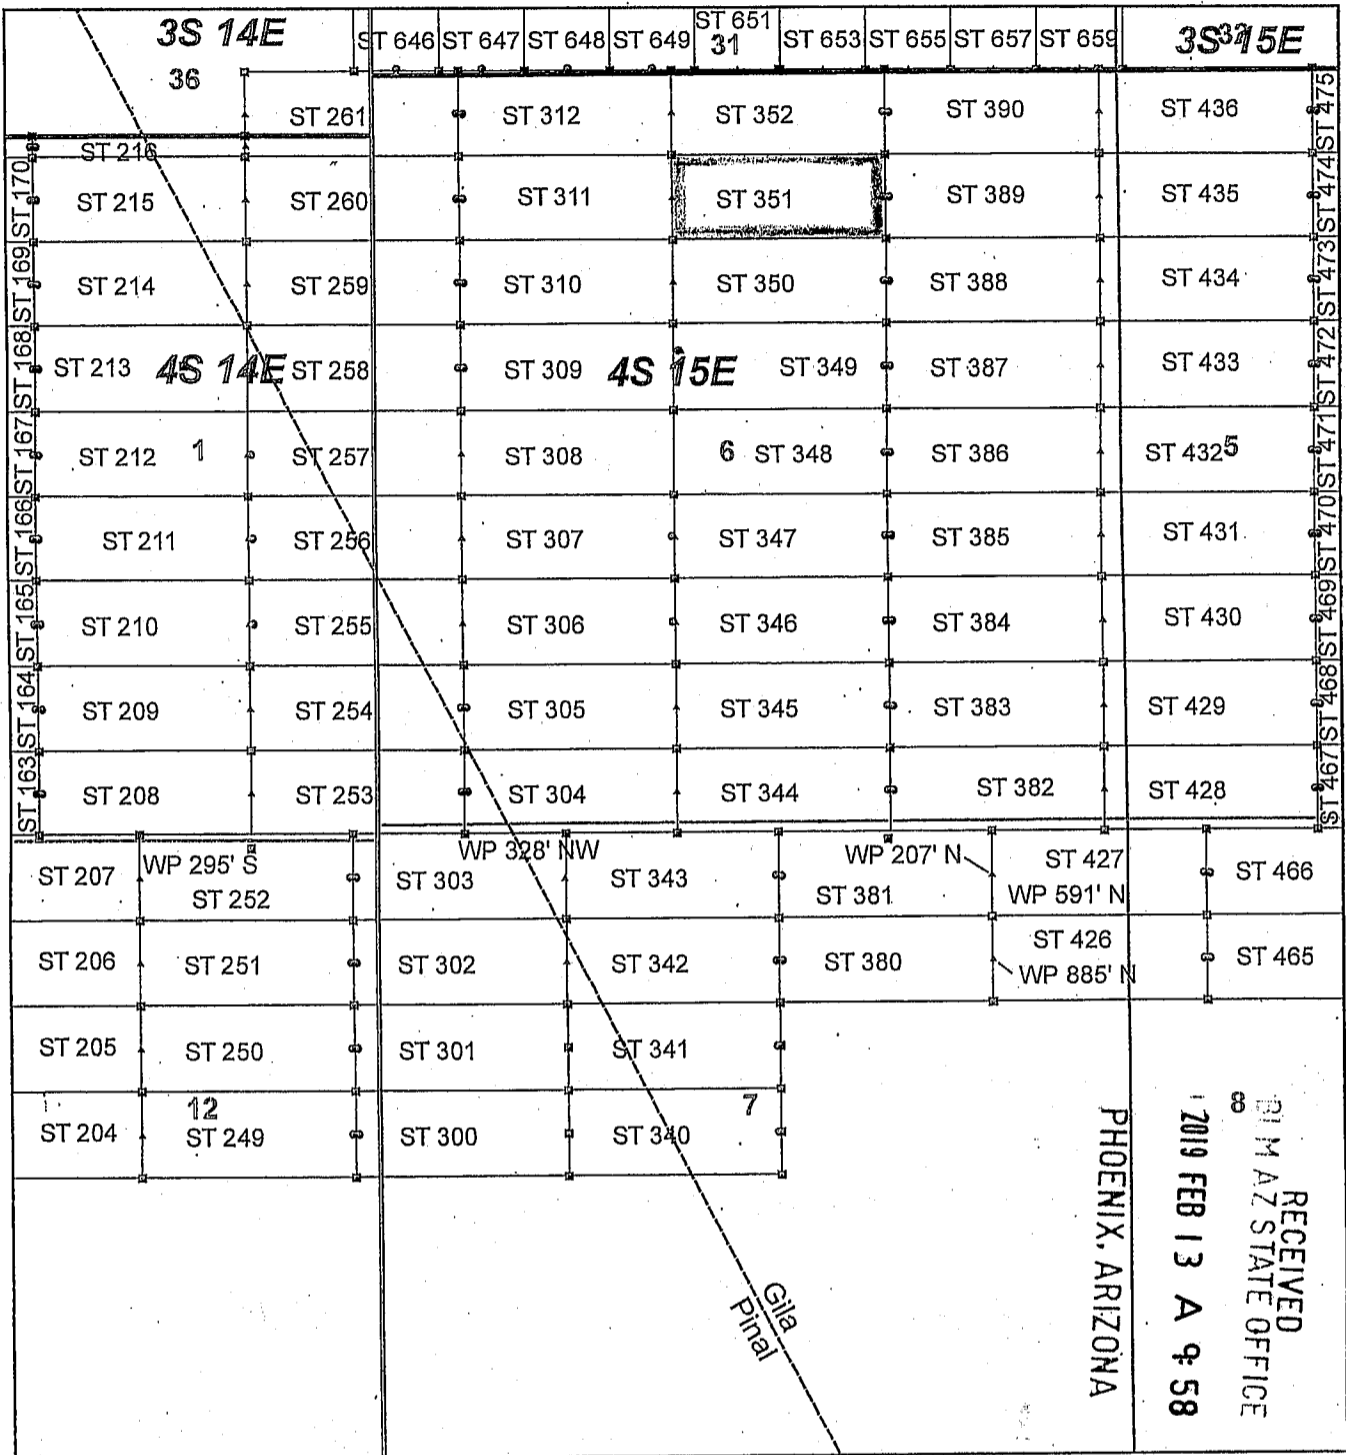 3S 14E
ST 646 ST 647 ST 648 ST 649 ST 651 ST 653 ST 655 ST 657 ST 659
31
3S 15E
32
36
ST 261 ST 312 ST 352 ST 390 ST 436 ST 475
ST 216
ST 170 ST 215 ST 260 ST 311 ST 351 ST 389 ST 435 ST 474
ST 169 ST 214 ST 259 ST 310 ST 350 ST 388 ST 434 ST 473
ST 168 ST 213 4S 14E ST 258 ST 309 4S 15E ST 349 ST 387 ST 433 ST 472
ST 167 ST 212 1 ST 257 ST 308 6 ST 348 ST 386 ST 432 5 ST 471
ST 166 ST 211 ST 256 ST 307 ST 347 ST 385 ST 431 ST 470
ST 165 ST 210 ST 255 ST 306 ST 346 ST 384 ST 430 ST 469
ST 164 ST 209 ST 254 ST 305 ST 345 ST 383 ST 429 ST 468
ST 163 ST 208 ST 253 ST 304 ST 344 ST 382 ST 428 ST 467
ST 207 WP 295' S ST 252 WP 328' NW ST 303 ST 343 WP 207' N ST 381 ST 427 WP 591' N ST 466
ST 206 ST 251 ST 302 ST 342 ST 380 ST 426 WP 885' N ST 465
ST 205 ST 250 ST 301 ST 341
12 7 8
ST 204 ST 249 ST 300 ST 340
Gila
Pinal
RECEIVED
BLM AZ STATE OFFICE
2019 FEB 13 A 9:58
PHOENIX, ARIZONA